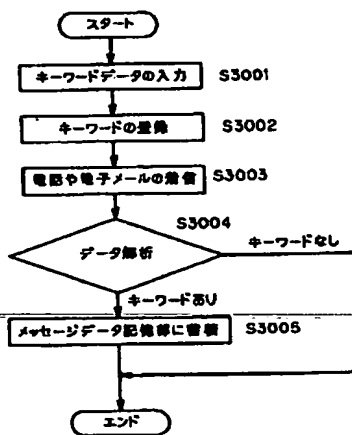 スタート
キーワードデータの入力 S3001
キーワードの登録 S3002
電話や電子メールの着信 S3003
S3004
データ解析
キーワードなし
キーワードあり
メッセージデータ記憶部に蓄積 S3005
エンド